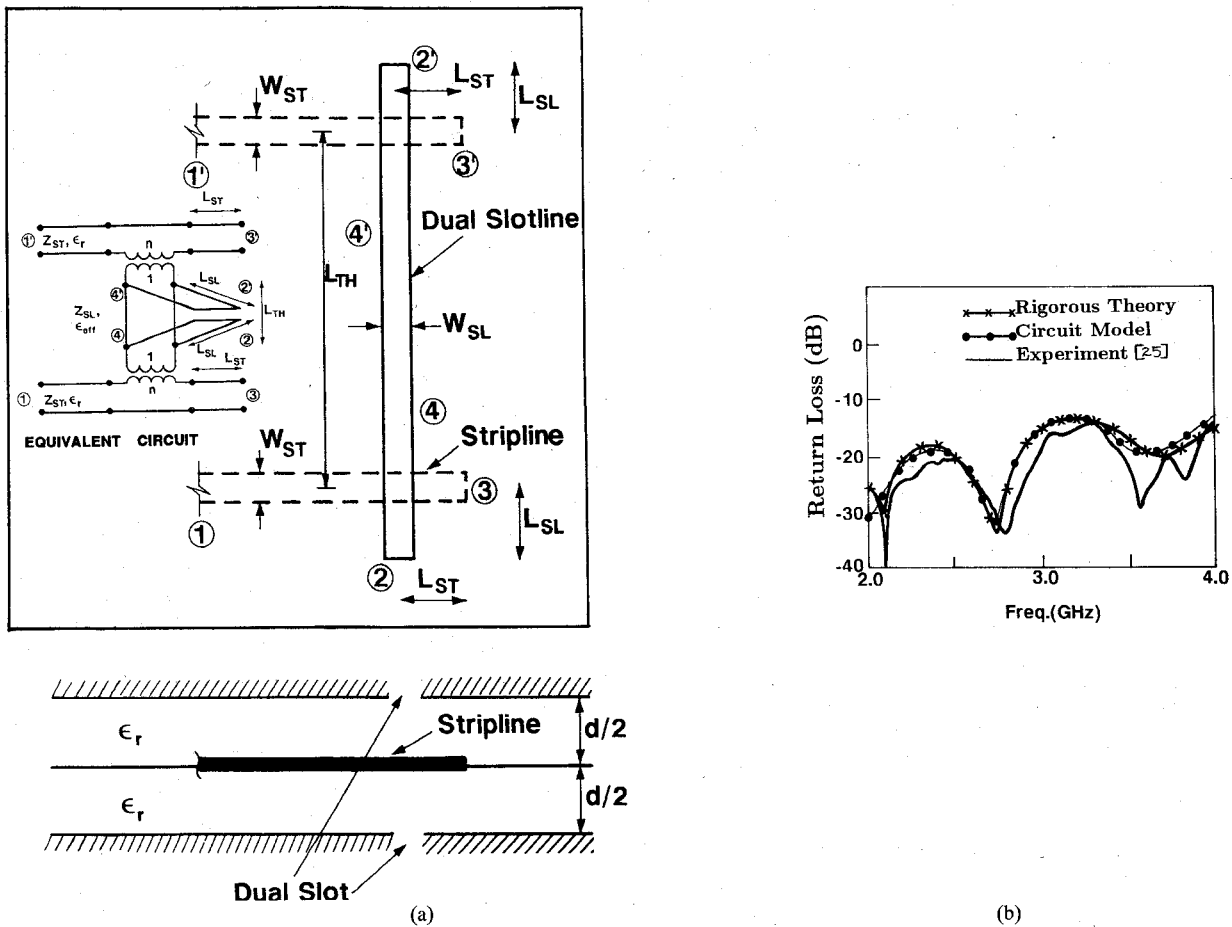 ②'
L_ST
L_SL
W_ST
①'
③'
L_ST
①' Z_ST, ε_r
n
③'
Dual Slotline
④'
1
L_SL
②'
L_TH
④'
Z_SL,
ε_eff
L_TH
W_SL
④
②
1
L_SL
L_ST
n
①
Z_ST, ε_r
③
④
EQUIVALENT CIRCUIT
W_ST
Stripline
③
①
L_SL
②
L_ST
ε_r
Stripline
d/2
ε_r
d/2
Dual Slot
(a)
Rigorous Theory
Circuit Model
Experiment [25]
Return Loss (dB)
0
-10
-20
-30
-40
2.0
3.0
4.0
Freq.(GHz)
(b)